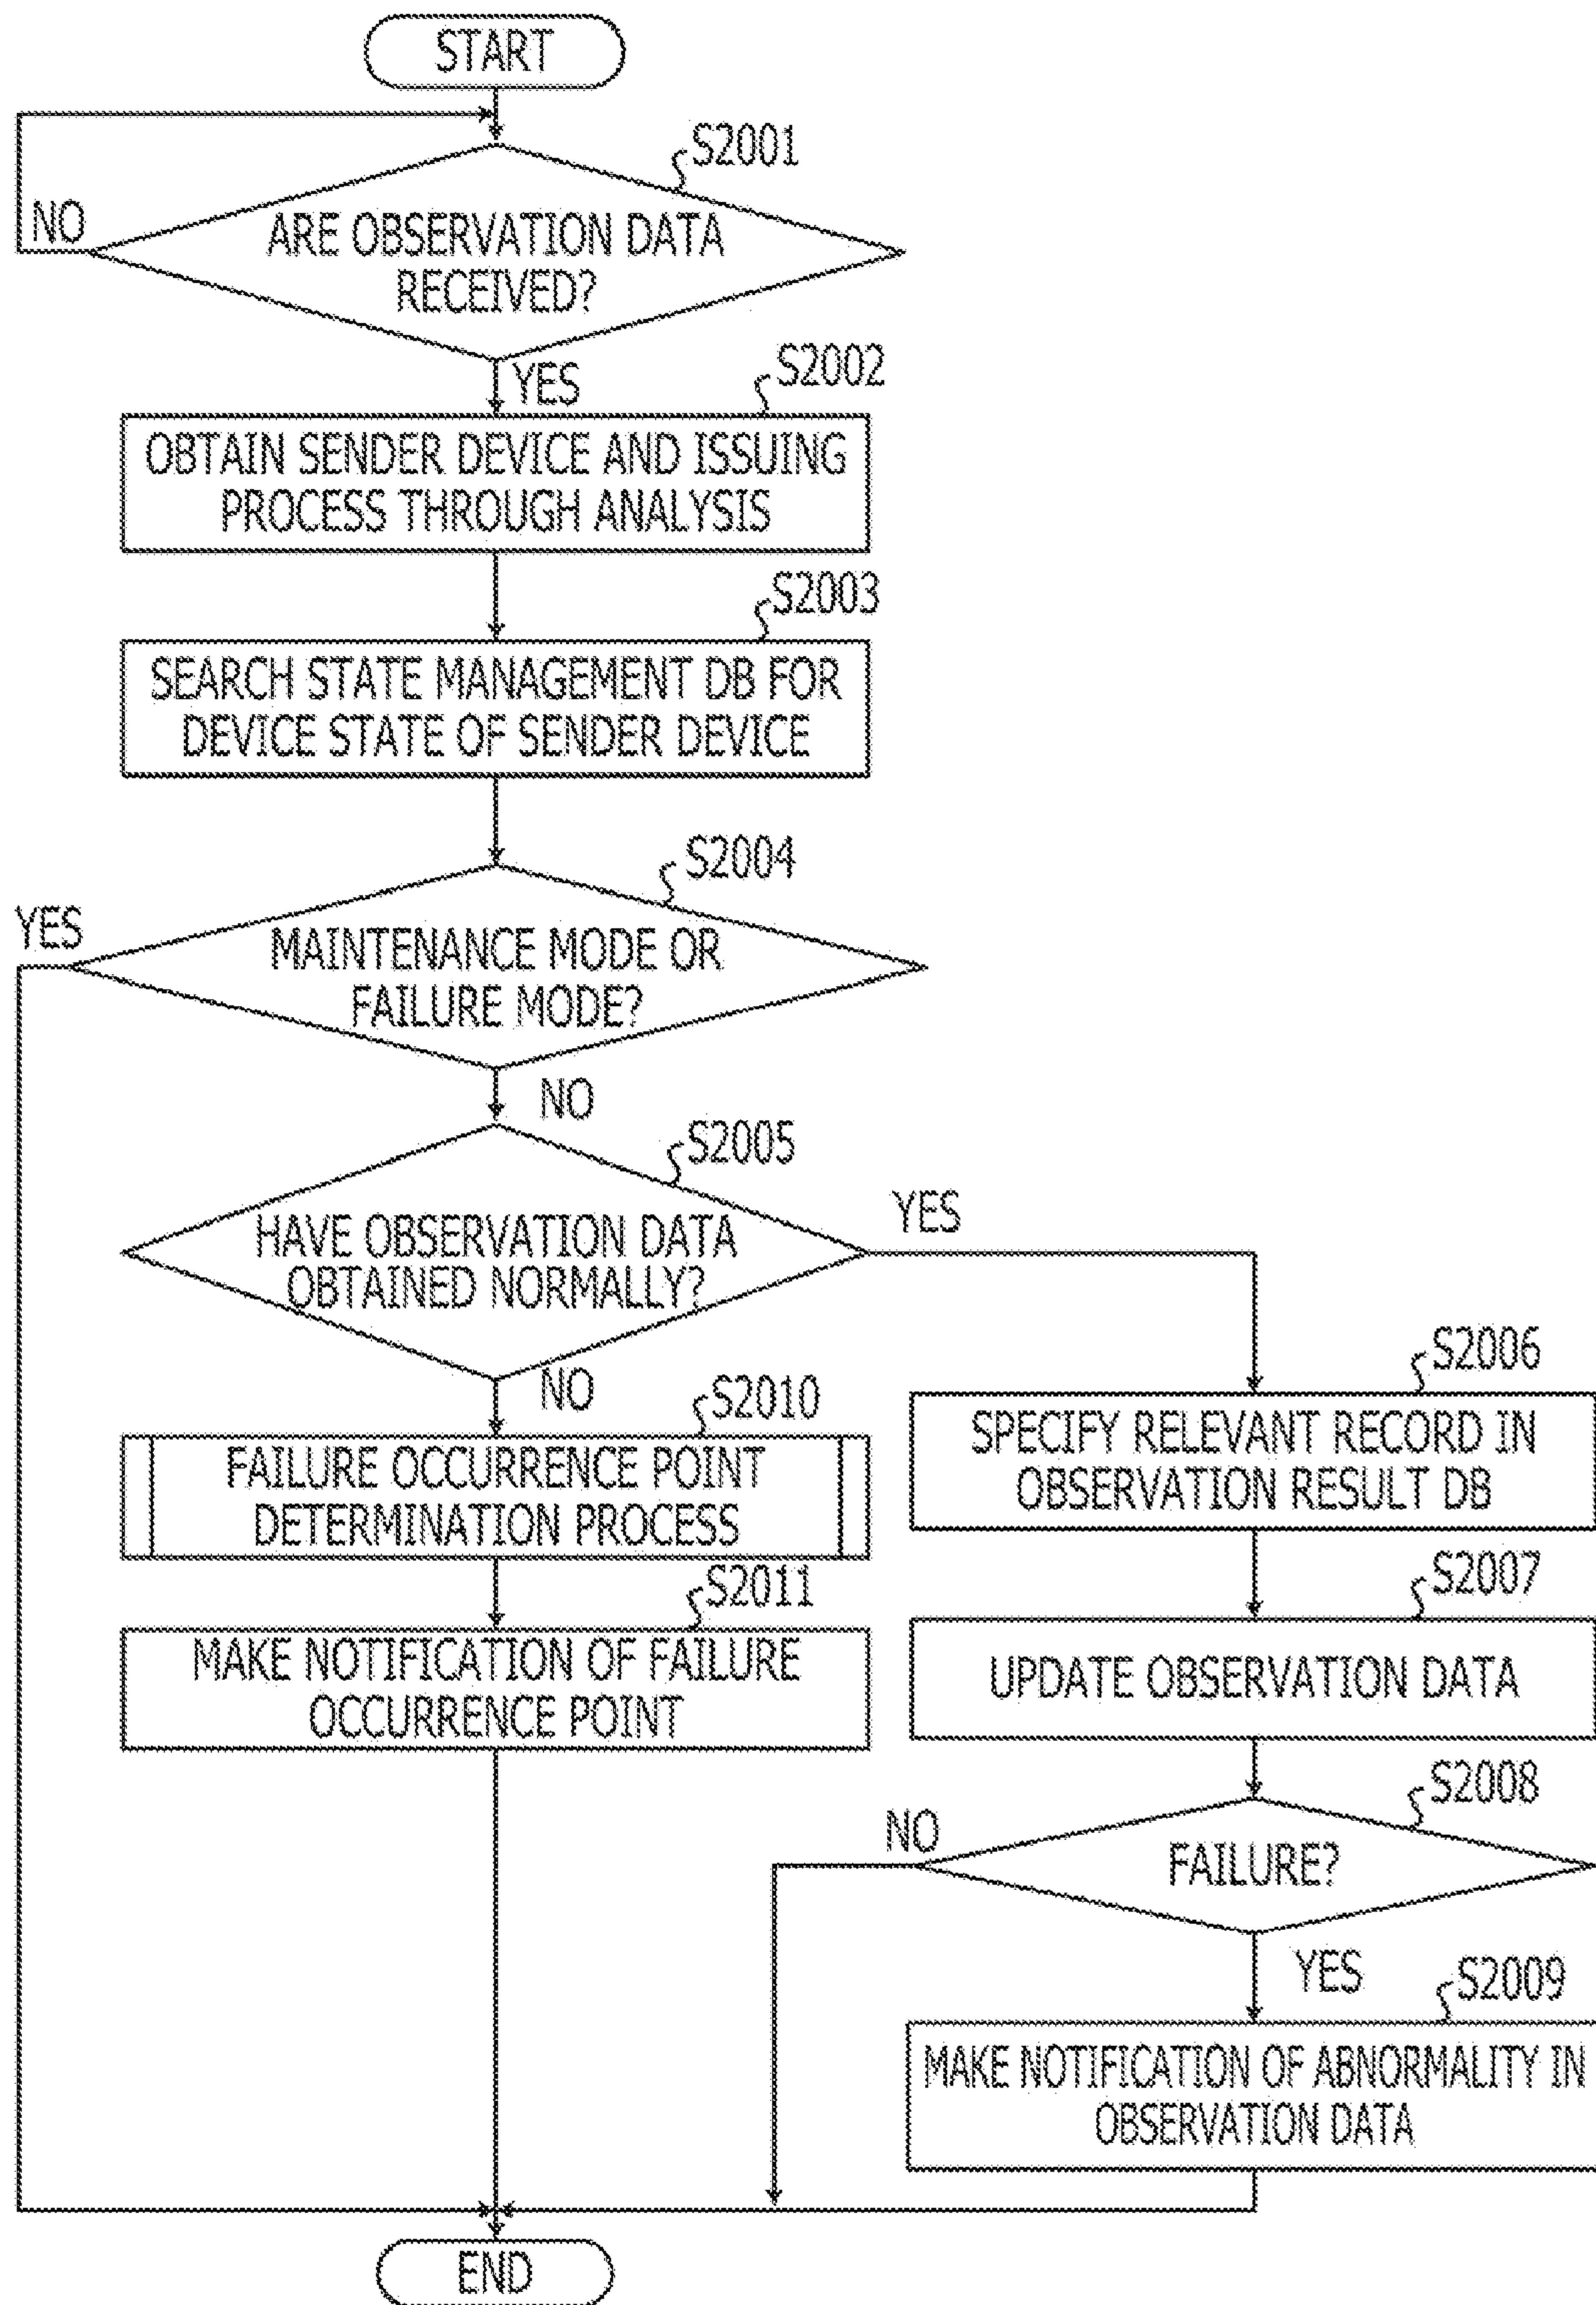 START
S2001
NO
ARE OBSERVATION DATA
RECEIVED?
YES
S2002
OBTAIN SENDER DEVICE AND ISSUING
PROCESS THROUGH ANALYSIS
S2003
SEARCH STATE MANAGEMENT DB FOR
DEVICE STATE OF SENDER DEVICE
S2004
YES
MAINTENANCE MODE OR
FAILURE MODE?
NO
S2005
YES
HAVE OBSERVATION DATA
OBTAINED NORMALLY?
NO
S2010
FAILURE OCCURRENCE POINT
DETERMINATION PROCESS
S2011
MAKE NOTIFICATION OF FAILURE
OCCURRENCE POINT
S2006
SPECIFY RELEVANT RECORD IN
OBSERVATION RESULT DB
S2007
UPDATE OBSERVATION DATA
S2008
NO
FAILURE?
YES
S2009
MAKE NOTIFICATION OF ABNORMALITY IN
OBSERVATION DATA
END